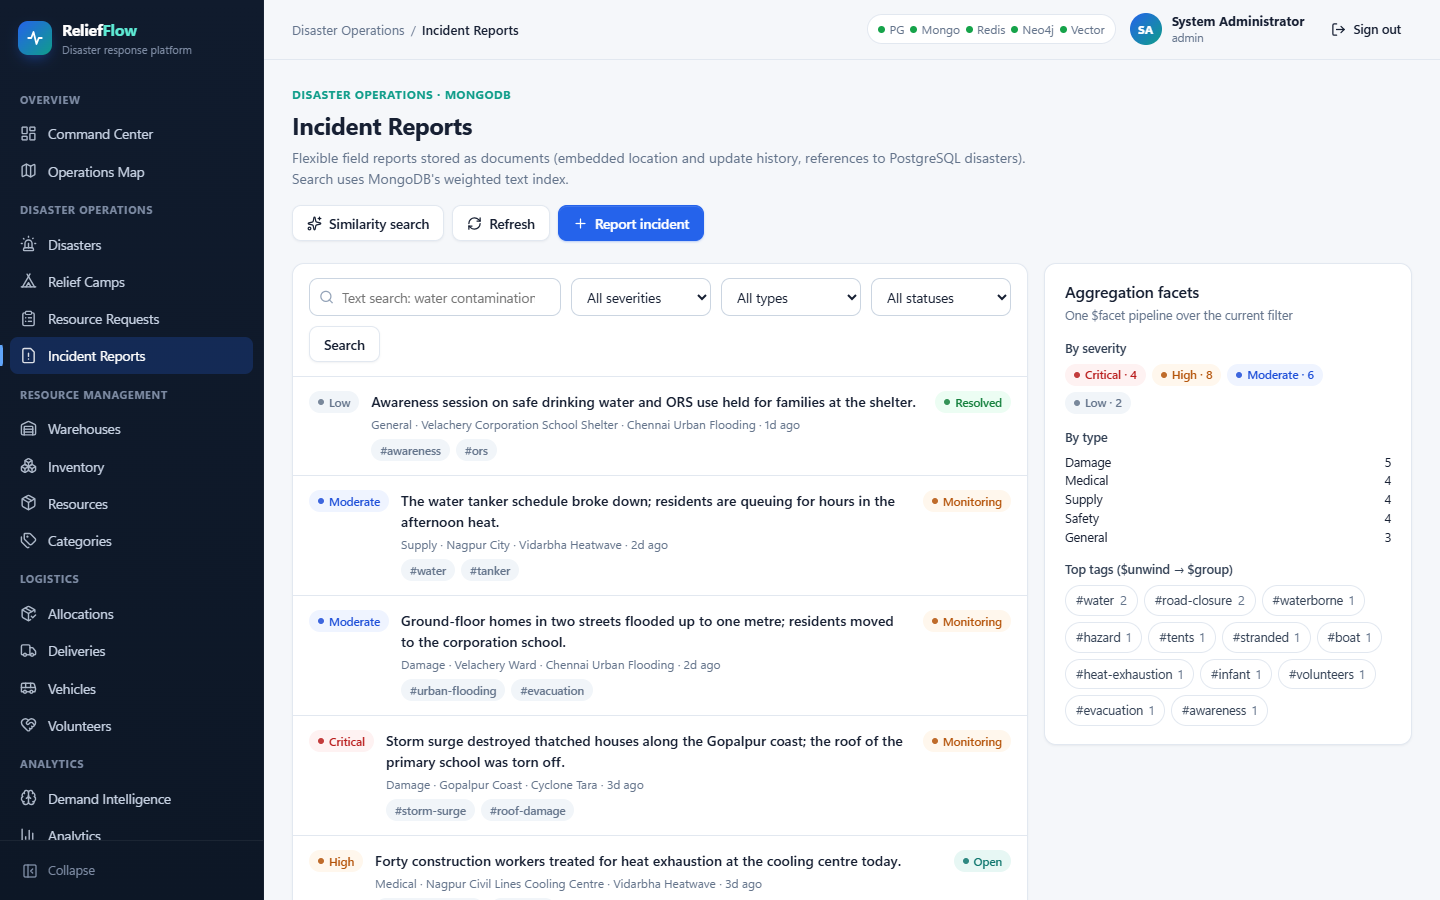 ReliefFlow
Disaster response platform
OVERVIEW
Command Center
Operations Map
DISASTER OPERATIONS
Disasters
Relief Camps
Resource Requests
Incident Reports
RESOURCE MANAGEMENT
Warehouses
Inventory
Resources
Categories
LOGISTICS
Allocations
Deliveries
Vehicles
Volunteers
ANALYTICS
Demand Intelligence
Analytics
Collapse
Disaster Operations / Incident Reports
PG Mongo Redis Neo4j Vector
SA
System Administrator
admin
Sign out
DISASTER OPERATIONS · MONGODB
Incident Reports
Flexible field reports stored as documents (embedded location and update history, references to PostgreSQL disasters).
Search uses MongoDB's weighted text index.
Similarity search
Refresh
+ Report incident
Text search: water contamination
All severities
All types
All statuses
Search
Low
Awareness session on safe drinking water and ORS use held for families at the shelter.
Resolved
General · Velachery Corporation School Shelter · Chennai Urban Flooding · 1d ago
#awareness #ors
Moderate
The water tanker schedule broke down; residents are queuing for hours in the
afternoon heat.
Monitoring
Supply · Nagpur City · Vidarbha Heatwave · 2d ago
#water #tanker
Moderate
Ground-floor homes in two streets flooded up to one metre; residents moved
to the corporation school.
Monitoring
Damage · Velachery Ward · Chennai Urban Flooding · 2d ago
#urban-flooding #evacuation
Critical
Storm surge destroyed thatched houses along the Gopalpur coast; the roof of the
primary school was torn off.
Monitoring
Damage · Gopalpur Coast · Cyclone Tara · 3d ago
#storm-surge #roof-damage
High
Forty construction workers treated for heat exhaustion at the cooling centre today.
Open
Medical · Nagpur Civil Lines Cooling Centre · Vidarbha Heatwave · 3d ago
Aggregation facets
One $facet pipeline over the current filter
By severity
Critical · 4 High · 8 Moderate · 6
Low · 2
By type
Damage 5
Medical 4
Supply 4
Safety 4
General 3
Top tags ($unwind → $group)
#water 2 #road-closure 2 #waterborne 1
#hazard 1 #tents 1 #stranded 1 #boat 1
#heat-exhaustion 1 #infant 1 #volunteers 1
#evacuation 1 #awareness 1